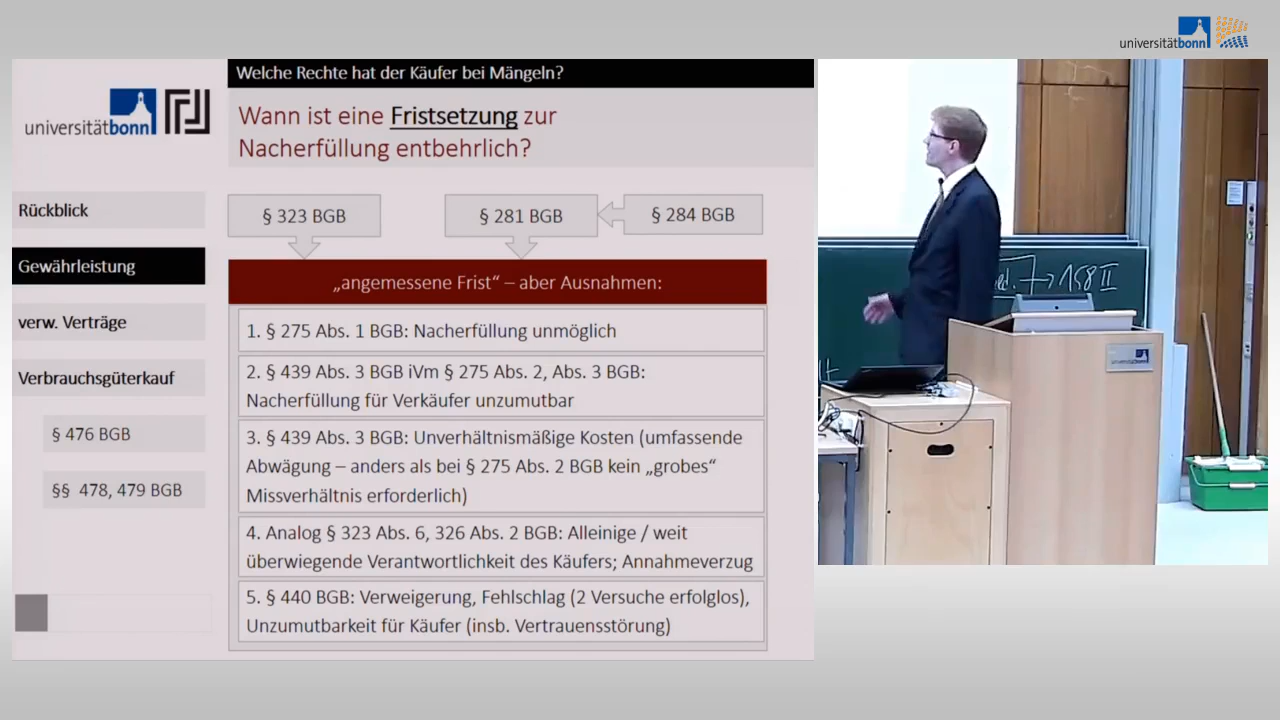 universitätbonn
Welche Rechte hat der Käufer bei Mängeln?
universitätbonn
Wann ist eine Fristsetzung zur
Nacherfüllung entbehrlich?
Rückblick
Gewährleistung
verw. Verträge
Verbrauchsgüterkauf
§ 476 BGB
§§ 478, 479 BGB
§ 323 BGB
§ 281 BGB
§ 284 BGB
„angemessene Frist“ – aber Ausnahmen:
1. § 275 Abs. 1 BGB: Nacherfüllung unmöglich
2. § 439 Abs. 3 BGB iVm § 275 Abs. 2, Abs. 3 BGB:
Nacherfüllung für Verkäufer unzumutbar
3. § 439 Abs. 3 BGB: Unverhältnismäßige Kosten (umfassende
Abwägung – anders als bei § 275 Abs. 2 BGB kein „grobes“
Missverhältnis erforderlich)
4. Analog § 323 Abs. 6, 326 Abs. 2 BGB: Alleinige / weit
überwiegende Verantwortlichkeit des Käufers; Annahmeverzug
5. § 440 BGB: Verweigerung, Fehlschlag (2 Versuche erfolglos),
Unzumutbarkeit für Käufer (insb. Vertrauensstörung)
158 II
universitätbonn